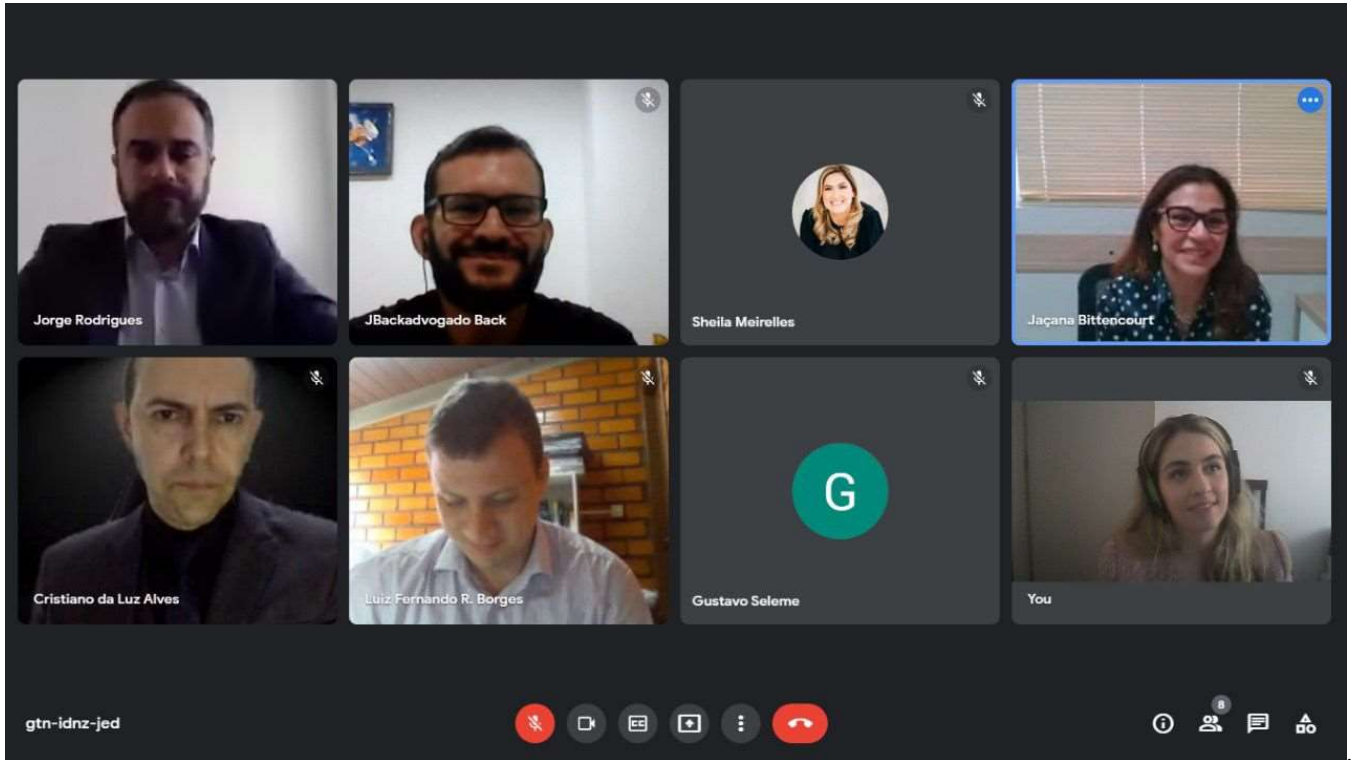 Jorge Rodrigues
JBackadvogado Back
Sheila Meirelles
Jaçana Bittencourt
Cristiano da Luz Alves
Luiz Fernando R. Borges
G
Gustavo Seleme
You
gtn-idnz-jed
CC
8